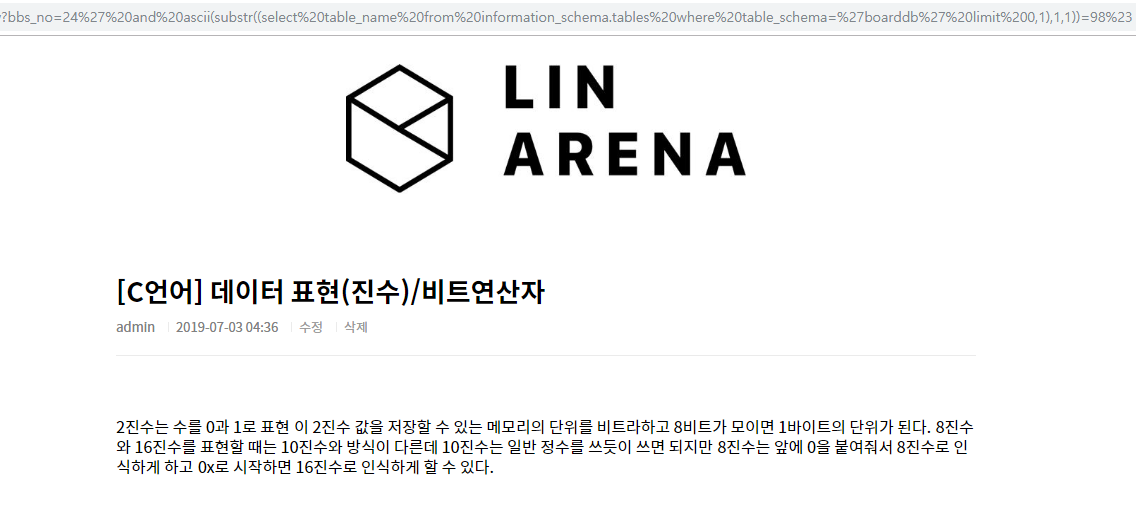 ?bbs_no=24%27%20and%20ascii(substr((select%20table_name%20from%20information_schema.tables%20where%20table_schema=%27boarddb%27%20limit%200,1),1,1))=98%23
LIN
ARENA
[C언어] 데이터 표현(진수)/비트연산자
admin 2019-07-03 04:36 수정 삭제
2진수는 수를 0과 1로 표현 이 2진수 값을 저장할 수 있는 메모리의 단위를 비트라하고 8비트가 모이면 1바이트의 단위가 된다. 8진수
와 16진수를 표현할 때는 10진수와 방식이 다른데 10진수는 일반 정수를 쓰듯이 쓰면 되지만 8진수는 앞에 0을 붙여줘서 8진수로 인
식하게 하고 0x로 시작하면 16진수로 인식하게 할 수 있다.